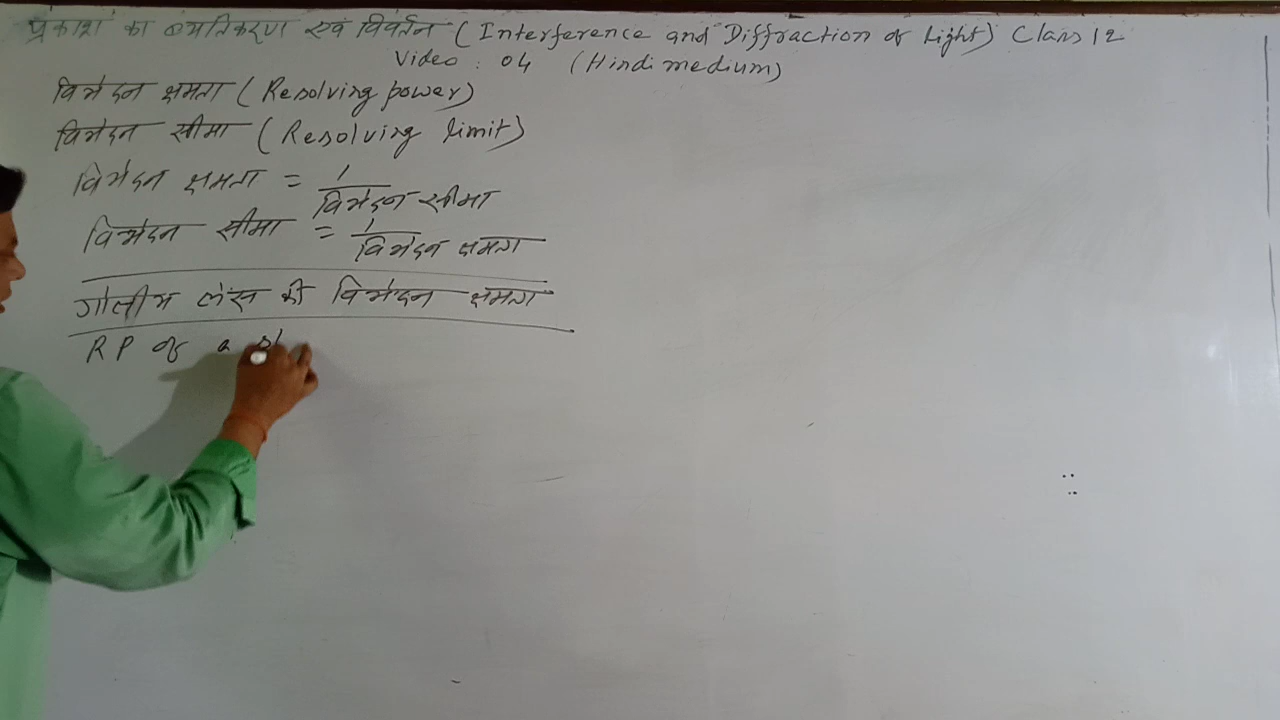 प्रकाश का व्यतिकरण एवं विवर्तन (Interference and Diffraction of Light) Class 12
Video : 04 (Hindi medium)
विभेदन क्षमता (Resolving power)
विभेदन सीमा (Resolving limit)
विभेदन क्षमता = 1 / विभेदन सीमा
विभेदन सीमा = 1 / विभेदन क्षमता
गोलीय लेंस की विभेदन क्षमता
RP of a